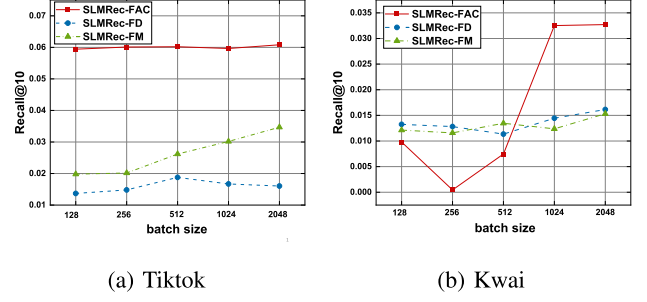 SLMRec-FAC
SLMRec-FD
SLMRec-FM
0.06
0.05
0.04
0.03
0.02
0.01
Recall@10
128
256
512
1024
2048
batch size
(a) Tiktok
SLMRec-FAC
SLMRec-FD
SLMRec-FM
0.035
0.030
0.025
0.020
0.015
0.010
0.005
0.000
Recall@10
128
256
512
1024
2048
batch size
(b) Kwai